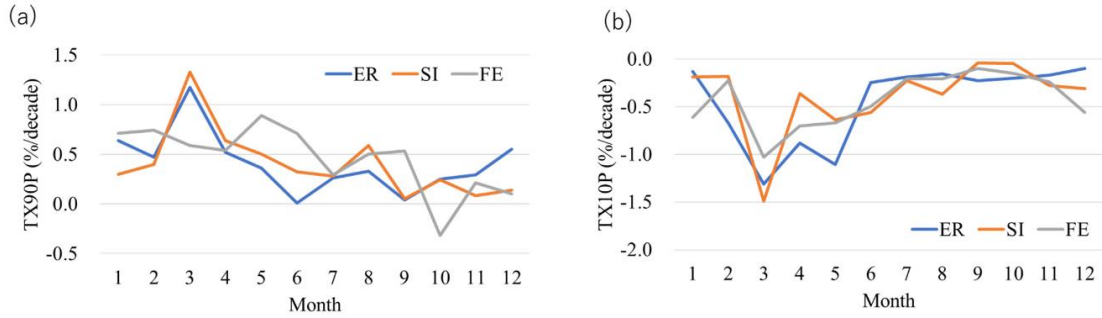 (a)
TX90P (%/decade)
1.5
1.0
0.5
0.0
-0.5
ER SI FE
1 2 3 4 5 6 7 8 9 10 11 12
Month
(b)
TX10P (%/decade)
0.0
-0.5
-1.0
-1.5
-2.0
ER SI FE
1 2 3 4 5 6 7 8 9 10 11 12
Month